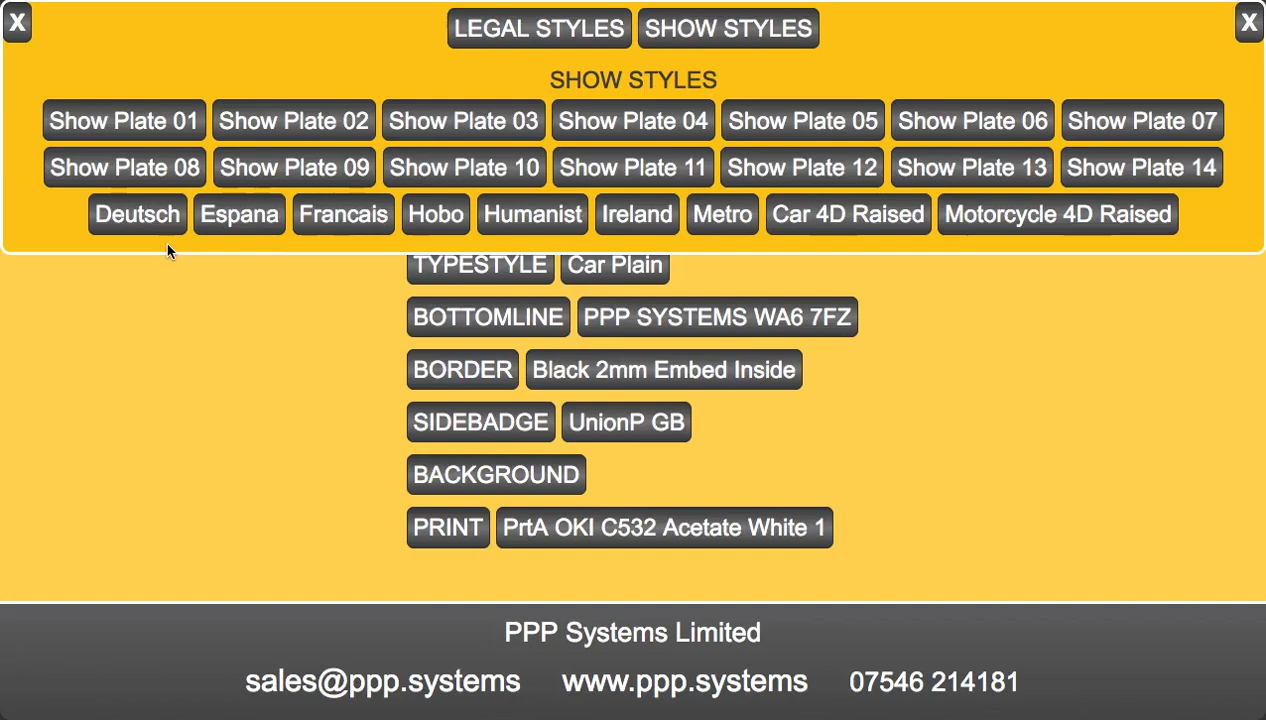 X LEGAL STYLES SHOW STYLES X
SHOW STYLES
Show Plate 01 Show Plate 02 Show Plate 03 Show Plate 04 Show Plate 05 Show Plate 06 Show Plate 07
Show Plate 08 Show Plate 09 Show Plate 10 Show Plate 11 Show Plate 12 Show Plate 13 Show Plate 14
Deutsch Espana Francais Hobo Humanist Ireland Metro Car 4D Raised Motorcycle 4D Raised
TYPESTYLE Car Plain
BOTTOMLINE PPP SYSTEMS WA6 7FZ
BORDER Black 2mm Embed Inside
SIDEBADGE UnionP GB
BACKGROUND
PRINT PrtA OKI C532 Acetate White 1
PPP Systems Limited
sales@ppp.systems www.ppp.systems 07546 214181